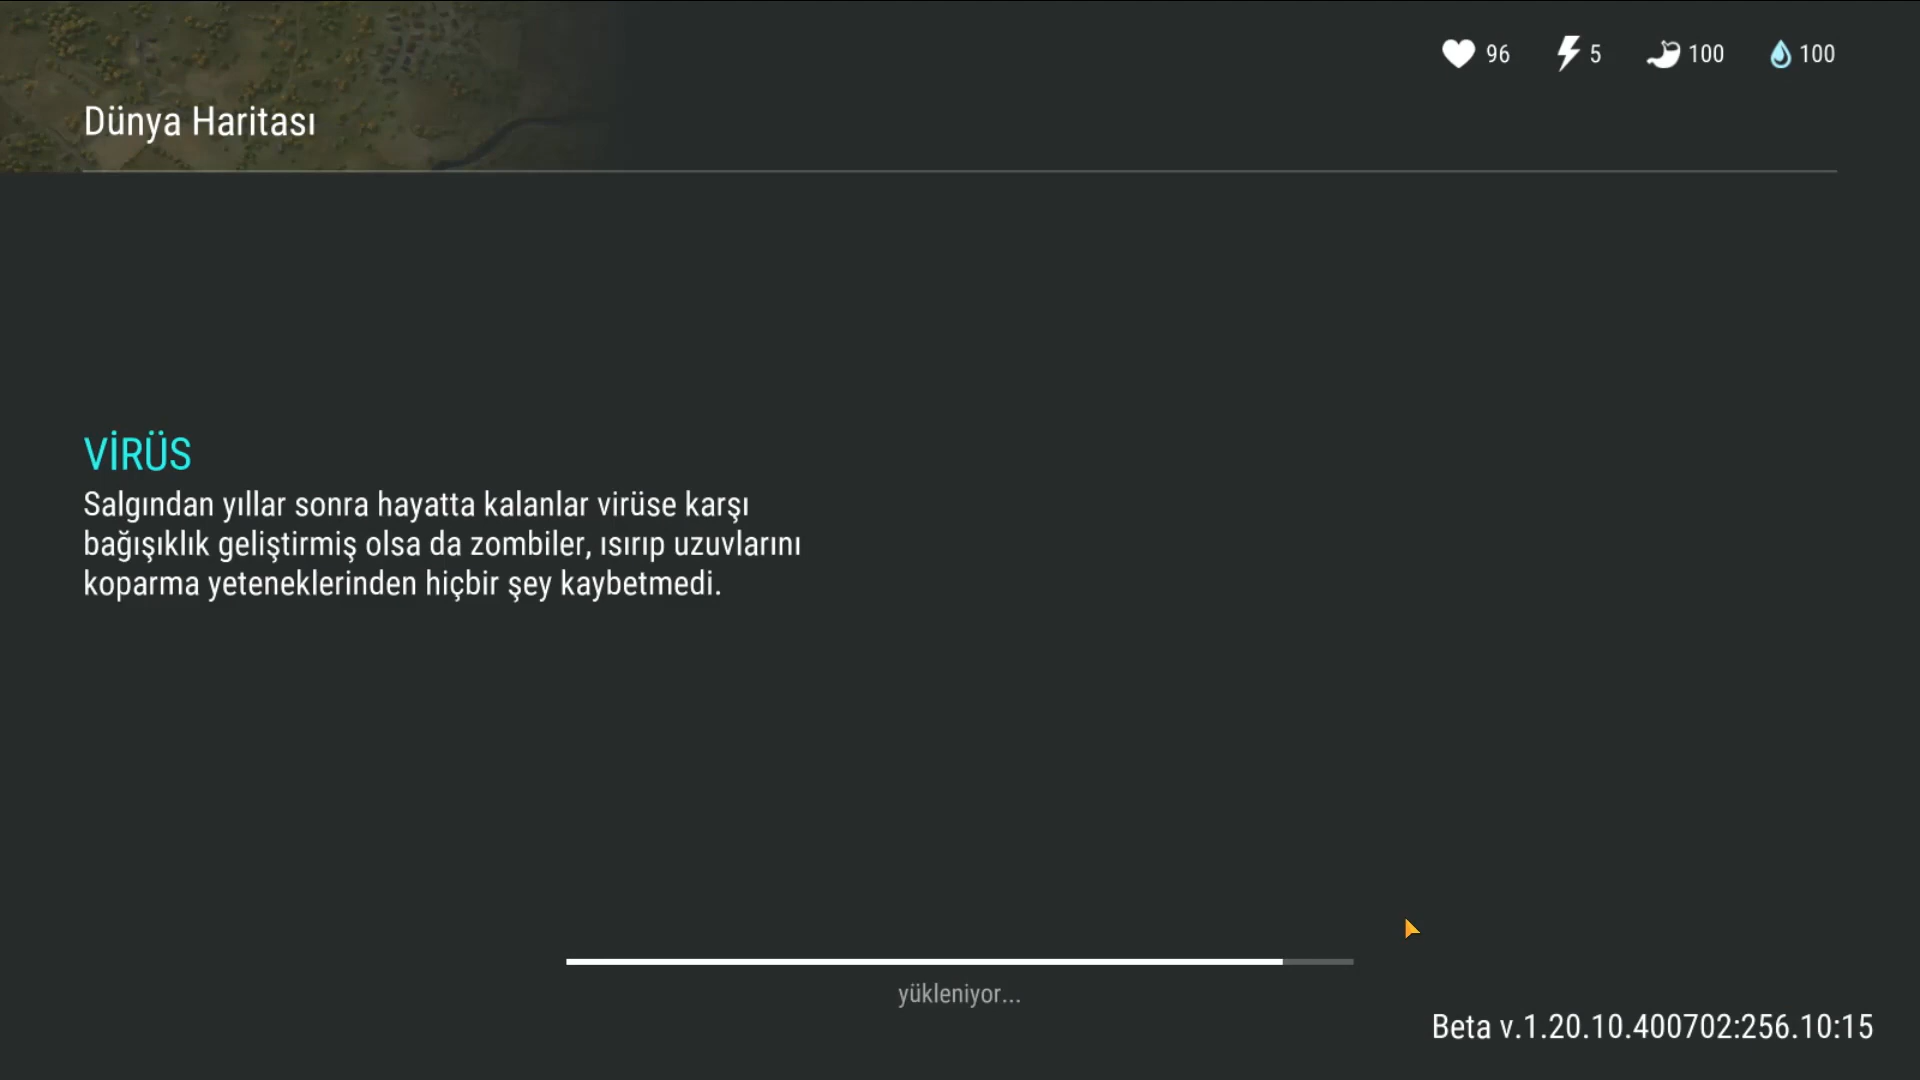 96 5 100 100
Dünya Haritası
VİRÜS
Salgından yıllar sonra hayatta kalanlar virüse karşı
bağışıklık geliştirmiş olsa da zombiler, ısırıp uzuvlarını
koparma yeteneklerinden hiçbir şey kaybetmedi.
yükleniyor...
Beta v.1.20.10.400702:256.10:15